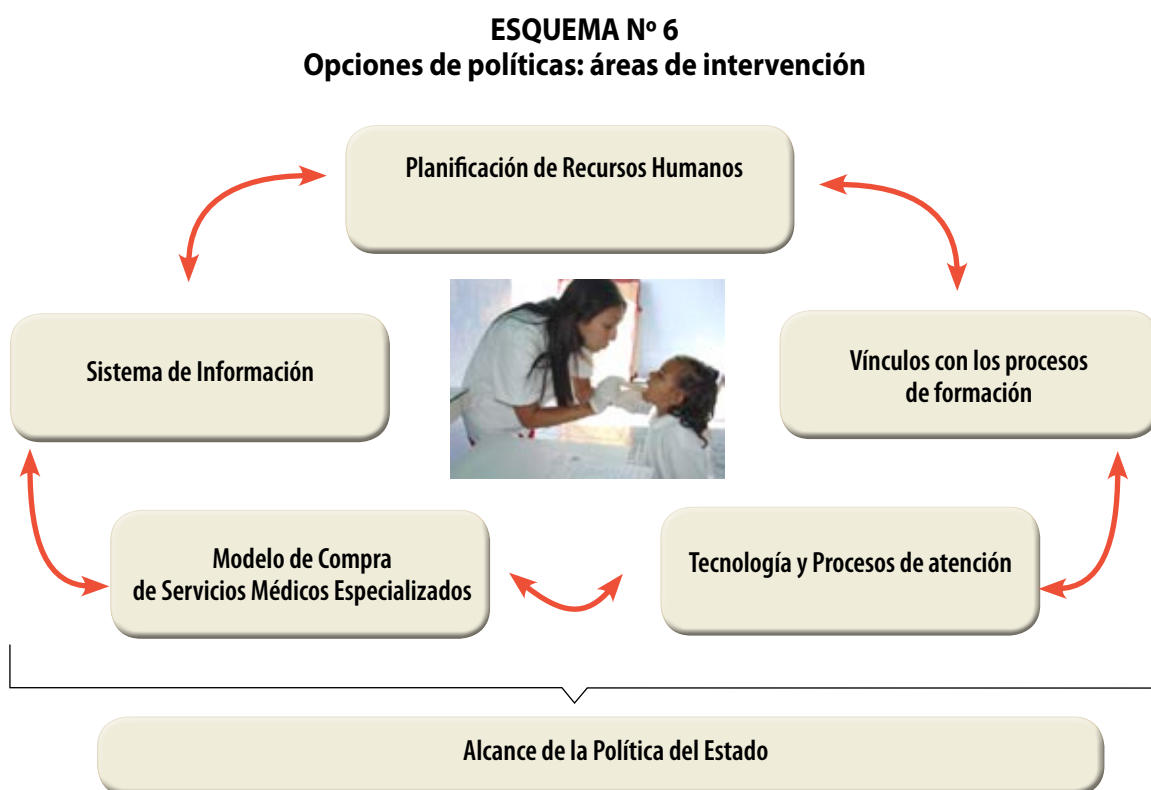 ESQUEMA Nº 6
Opciones de políticas: áreas de intervención
Planificación de Recursos Humanos
Sistema de Información
Vínculos con los procesos
de formación
Modelo de Compra
de Servicios Médicos Especializados
Tecnología y Procesos de atención
Alcance de la Política del Estado